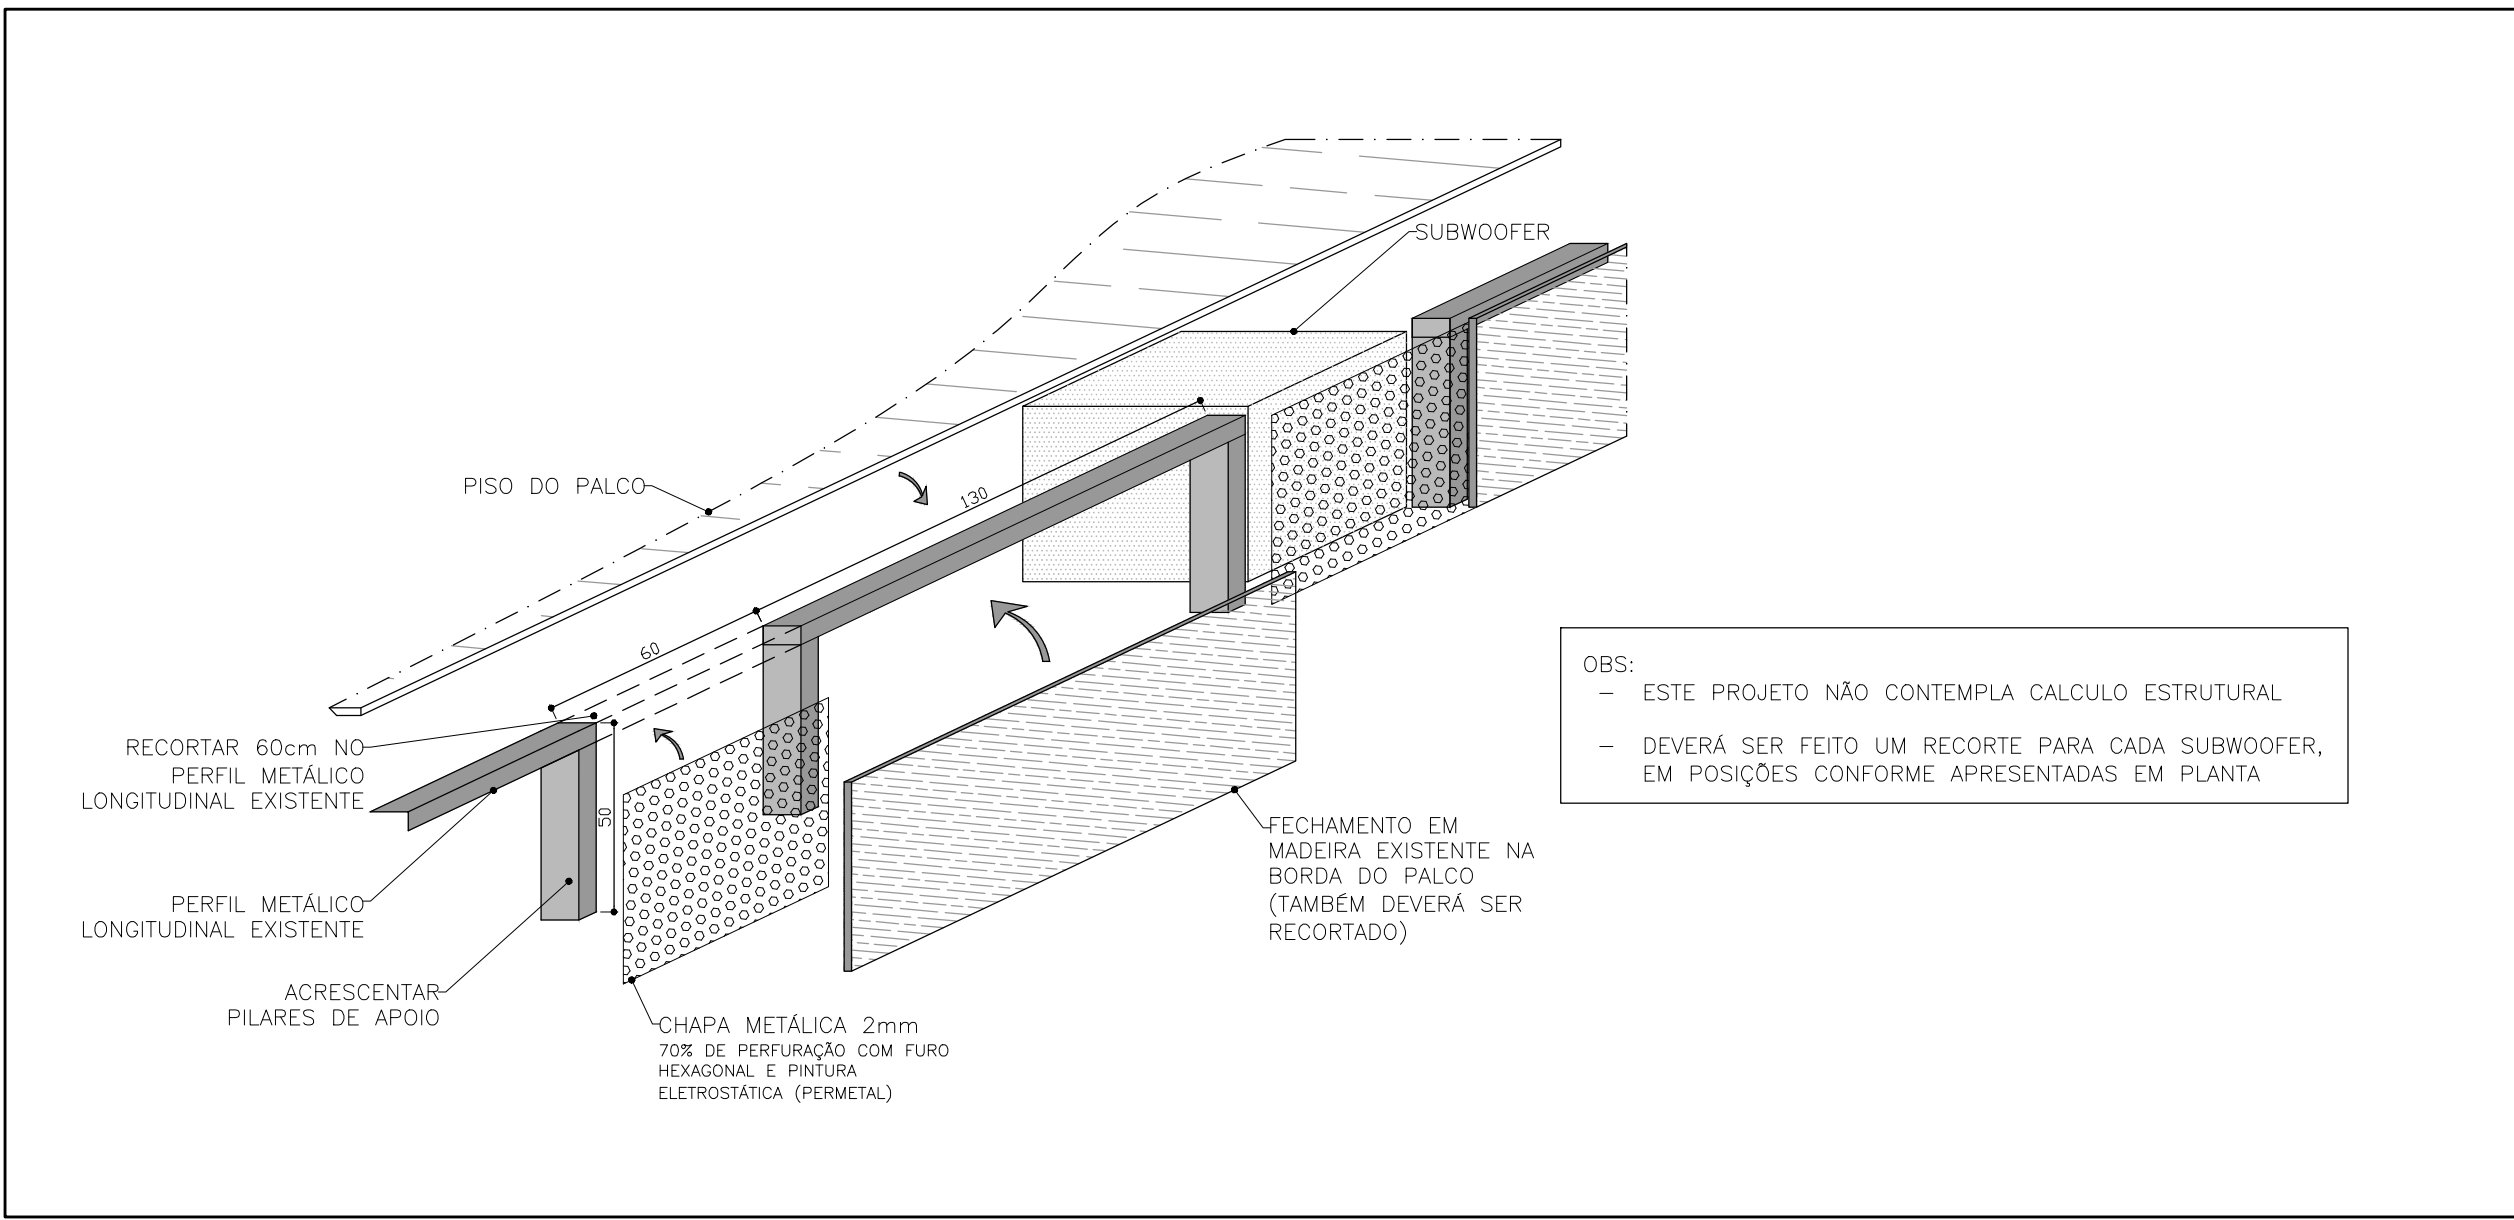 SUBWOOFER
PISO DO PALCO
130
60
50
RECORTAR 60cm NO
PERFIL METÁLICO
LONGITUDINAL EXISTENTE
PERFIL METÁLICO
LONGITUDINAL EXISTENTE
ACRESCENTAR
PILARES DE APOIO
CHAPA METÁLICA 2mm
70% DE PERFURAÇÃO COM FURO
HEXAGONAL E PINTURA
ELETROSTÁTICA (PERMETAL)
FECHAMENTO EM
MADEIRA EXISTENTE NA
BORDA DO PALCO
(TAMBÉM DEVERÁ SER
RECORTADO)
OBS:
– ESTE PROJETO NÃO CONTEMPLA CALCULO ESTRUTURAL
– DEVERÁ SER FEITO UM RECORTE PARA CADA SUBWOOFER,
EM POSIÇÕES CONFORME APRESENTADAS EM PLANTA